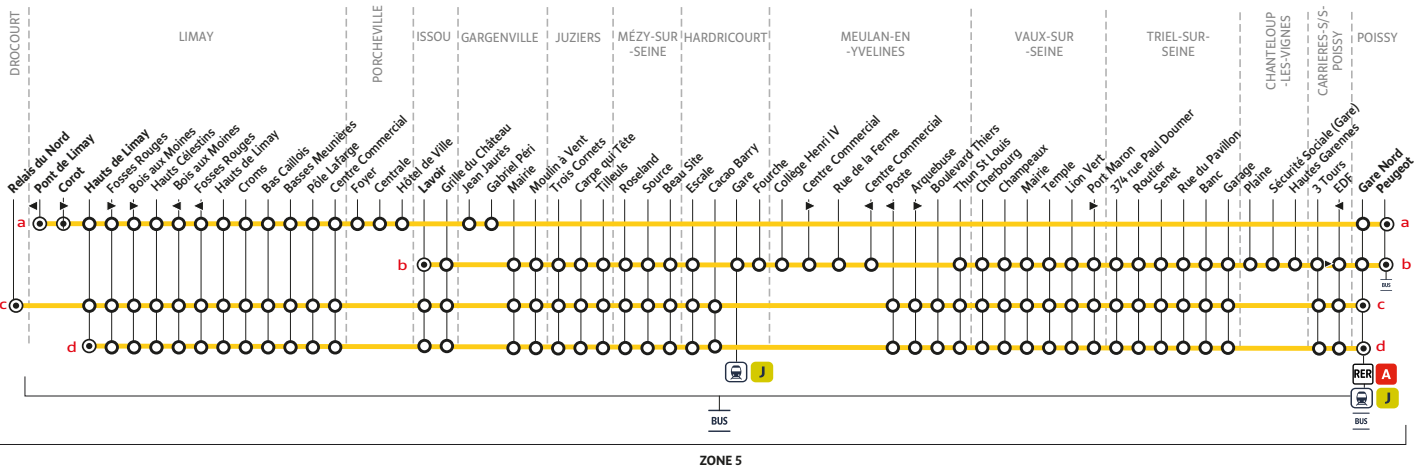 DROCOURT
LIMAY
PORCHEVILLE
ISSOU
GARGENVILLE
JUZIERS
MÉZY-SUR
-SEINE
HARDRICOURT
MEULAN-EN
-YVELINES
VAUX-SUR
-SEINE
TRIEL-SUR-
SEINE
CHANTELOUP
-LES-VIGNES
CARRIERES-S/S-
POISSY
POISSY
Relais du Nord
Pont de Limay
Corot
Hauts de Limay
Fosses Rouges
Bois aux Moines
Hauts Célestins
Bois aux Moines
Fosses Rouges
Hauts de Limay
Croms
Bas Caillois
Basses Meunières
Pôle Lafarge
Centre Commercial
Foyer
Centrale
Hôtel de Ville
Lavoir
Grille du Château
Jean Jaurès
Gabriel Péri
Mairie
Moulin à Vent
Trois Cornets
Carpe qu'Tète
Tilleuls
Roseland
Source
Beau Site
Escale
Cacao Barry
Gare
Fourche
Collège Henri IV
Centre Commercial
Rue de la Ferme
Centre Commercial
Poste
Arquebuse
Boulevard Thiers
Thun St Louis
Cherbourg
Champeaux
Mairie
Temple
Lion Vert
Port Maron
374 rue Paul Doumer
Routier
Senet
Rue du Pavillon
Banc
Garage
Plaine
Sécurité Sociale (Gare)
Hautes Garennes
3 Tours
EDF
Gare Nord
Peugeot
a
a
b
b
BUS
c
c
d
d
J
RER A
J
BUS
BUS
ZONE 5